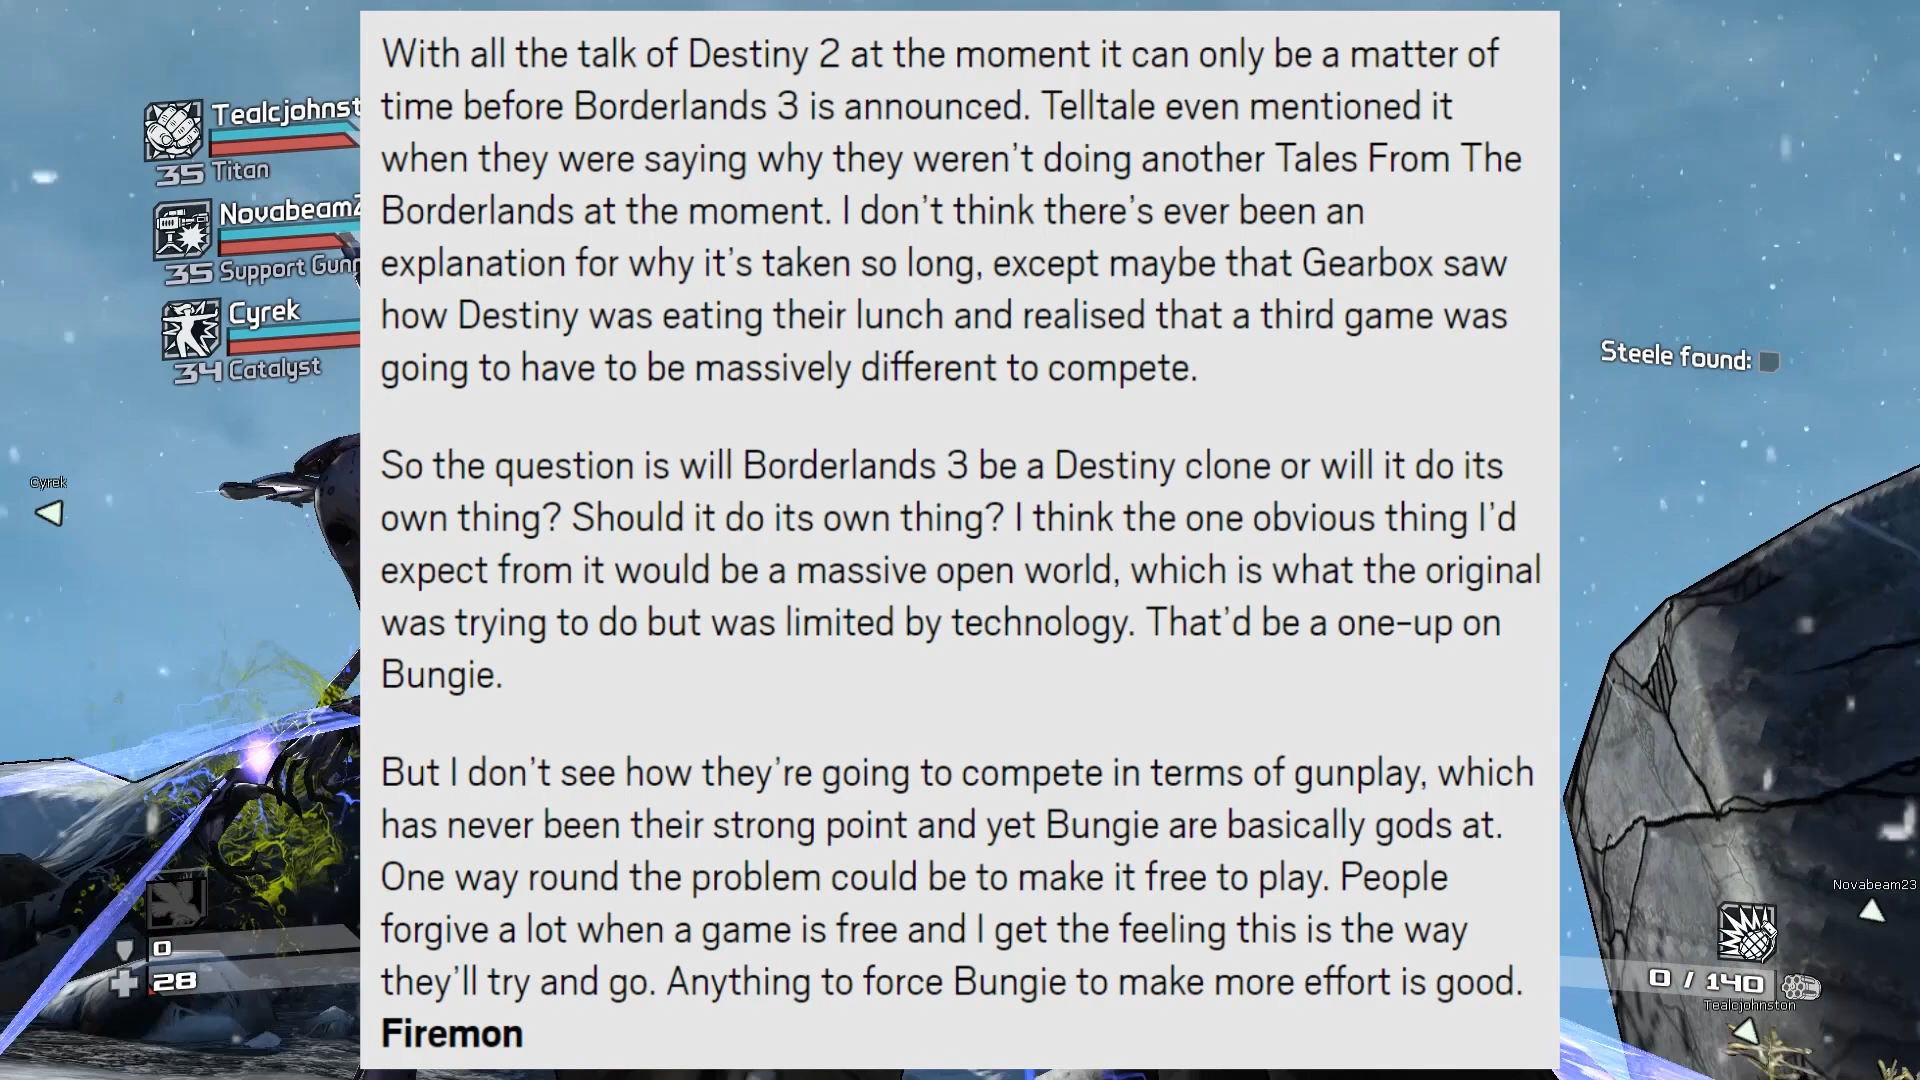 With all the talk of Destiny 2 at the moment it can only be a matter of
time before Borderlands 3 is announced. Telltale even mentioned it
when they were saying why they weren't doing another Tales From The
Borderlands at the moment. I don't think there's ever been an
explanation for why it's taken so long, except maybe that Gearbox saw
how Destiny was eating their lunch and realised that a third game was
going to have to be massively different to compete.
So the question is will Borderlands 3 be a Destiny clone or will it do its
own thing? Should it do its own thing? I think the one obvious thing I'd
expect from it would be a massive open world, which is what the original
was trying to do but was limited by technology. That'd be a one-up on
Bungie.
But I don't see how they're going to compete in terms of gunplay, which
has never been their strong point and yet Bungie are basically gods at.
One way round the problem could be to make it free to play. People
forgive a lot when a game is free and I get the feeling this is the way
they'll try and go. Anything to force Bungie to make more effort is good.
Firemon
Tealcjohnst
35 Titan
Novabeam2
35 Support Gunn
Cyrek
34 Catalyst
Cyrek
0
28
Steele found:
Novabeam23
0 / 140
Tealcjohnston